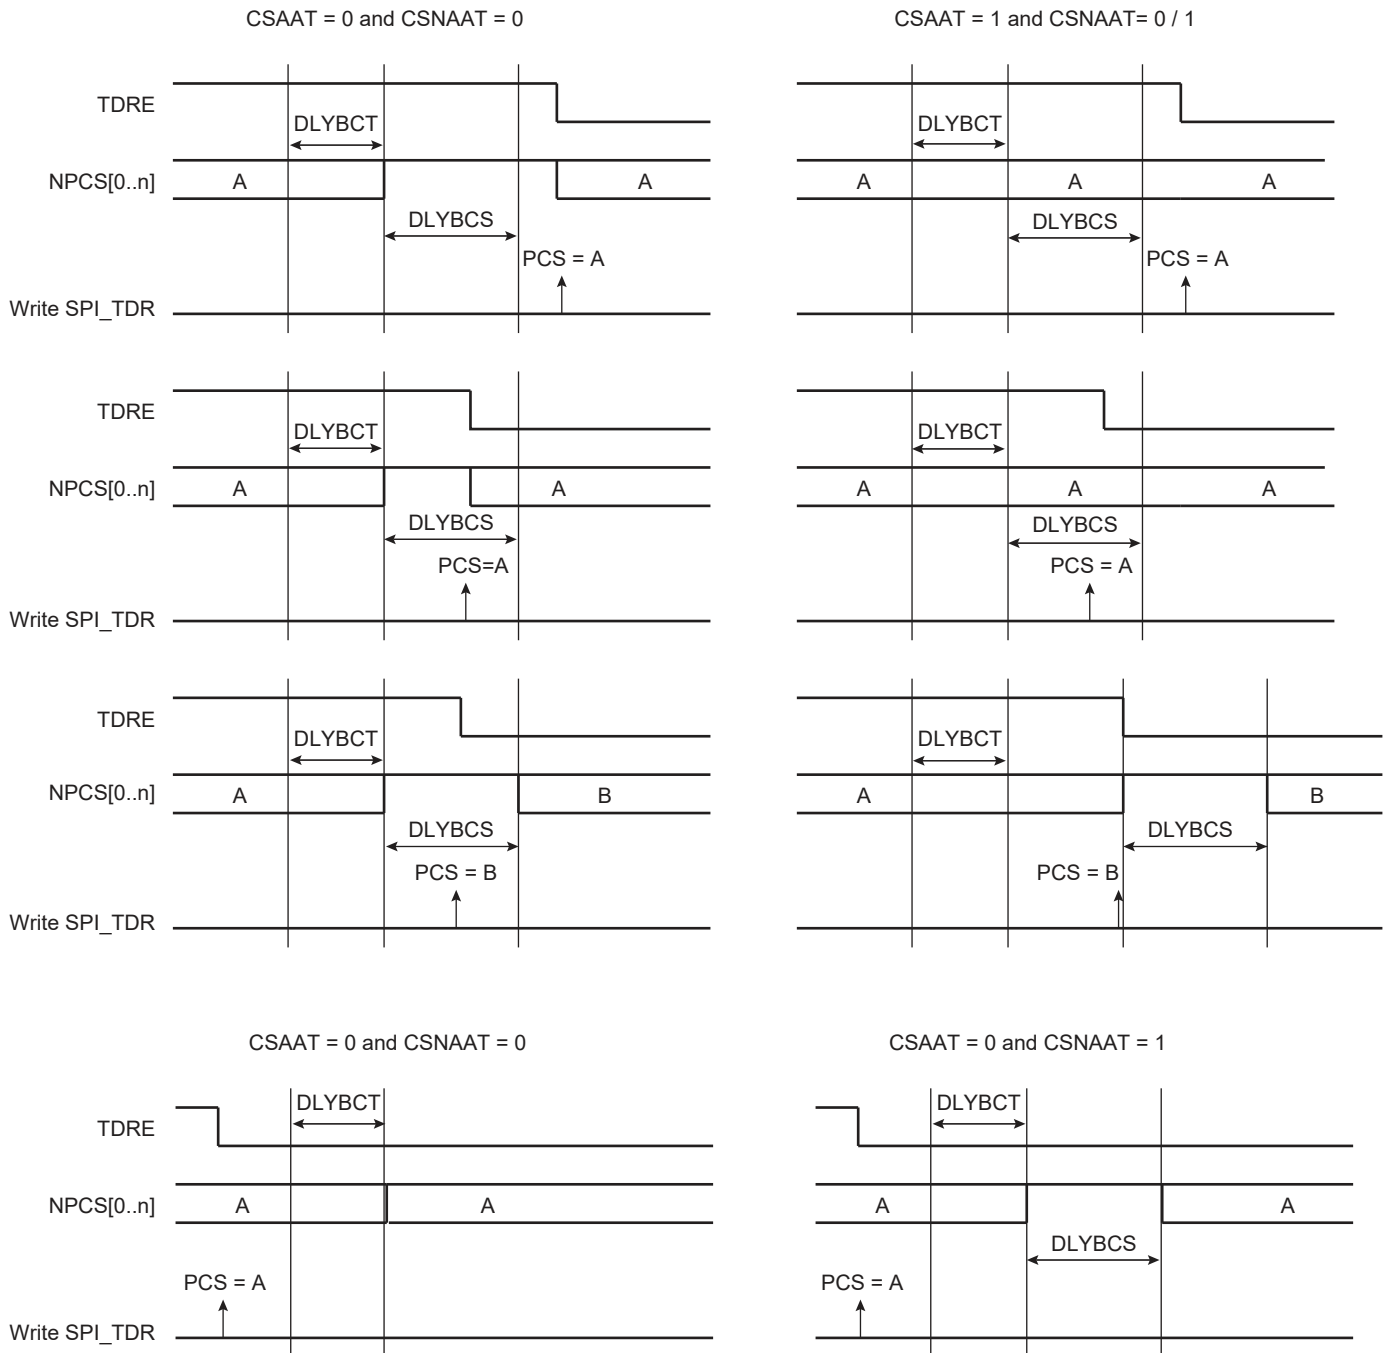 CSAAT = 0 and CSNAAT = 0
CSAAT = 1 and CSNAAT= 0 / 1
TDRE
DLYBCT
DLYBCT
NPCS[0..n]
A
A
A
A
A
DLYBCS
DLYBCS
PCS = A
PCS = A
Write SPI_TDR
TDRE
DLYBCT
DLYBCT
NPCS[0..n]
A
A
A
A
A
DLYBCS
DLYBCS
PCS=A
PCS = A
Write SPI_TDR
TDRE
DLYBCT
DLYBCT
NPCS[0..n]
A
B
A
B
DLYBCS
DLYBCS
PCS = B
PCS = B
Write SPI_TDR
CSAAT = 0 and CSNAAT = 0
CSAAT = 0 and CSNAAT = 1
DLYBCT
DLYBCT
TDRE
NPCS[0..n]
A
A
A
A
DLYBCS
PCS = A
PCS = A
Write SPI_TDR